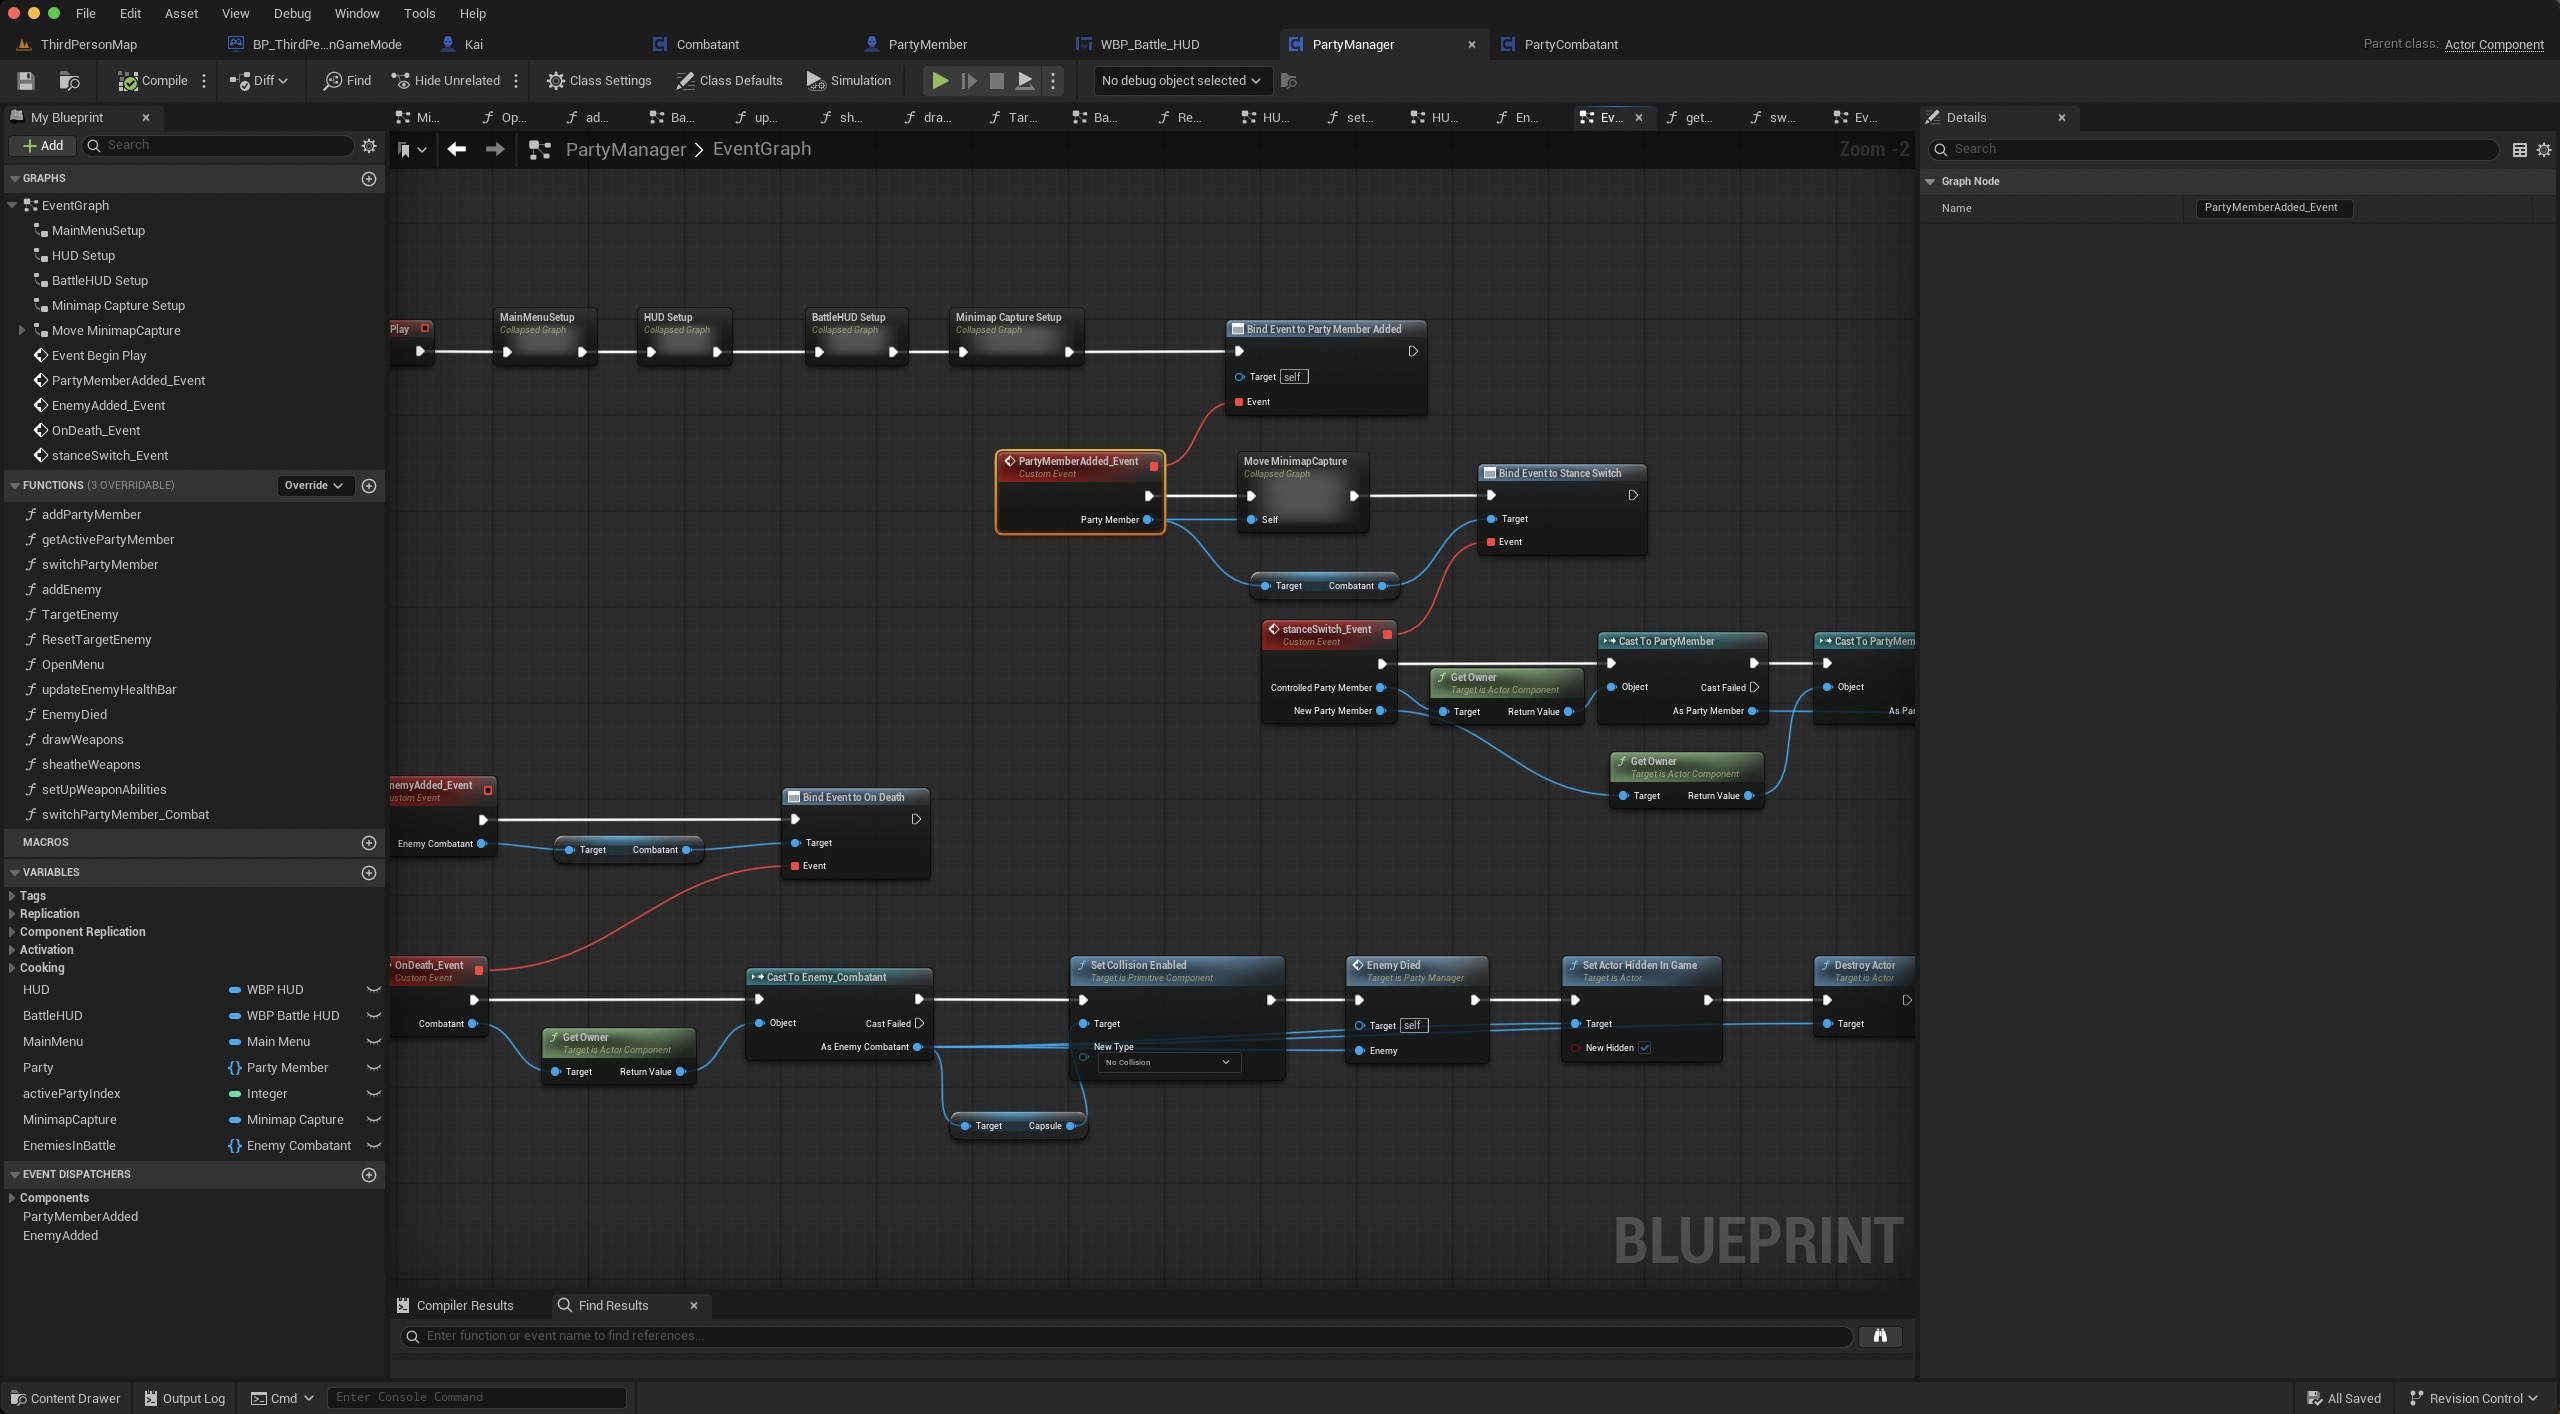 File Edit Asset View Debug Window Tools Help
ThirdPersonMap BP_ThirdPe...nGameMode Kai Combatant PartyMember WBP_Battle_HUD PartyManager PartyCombatant Parent class: Actor Component
Compile Diff Find Hide Unrelated Class Settings Class Defaults Simulation No debug object selected
My Blueprint
Mi... Op... ad... Ba... up... sh... dra... Tar... Ba... Re... HU... set... HU... En... Ev... get... sw... Ev...
Details
Add Search
PartyManager > EventGraph
Zoom -2
Search
GRAPHS
EventGraph
MainMenuSetup
HUD Setup
BattleHUD Setup
Minimap Capture Setup
Move MinimapCapture
Event Begin Play
PartyMemberAdded_Event
EnemyAdded_Event
OnDeath_Event
stanceSwitch_Event
FUNCTIONS (3 OVERRIDABLE) Override
addPartyMember
getActivePartyMember
switchPartyMember
addEnemy
TargetEnemy
ResetTargetEnemy
OpenMenu
updateEnemyHealthBar
EnemyDied
drawWeapons
sheatheWeapons
setUpWeaponAbilities
switchPartyMember_Combat
MACROS
VARIABLES
Tags
Replication
Component Replication
Activation
Cooking
HUD WBP HUD
BattleHUD WBP Battle HUD
MainMenu Main Menu
Party Party Member
activePartyIndex Integer
MinimapCapture Minimap Capture
EnemiesInBattle Enemy Combatant
EVENT DISPATCHERS
Components
PartyMemberAdded
EnemyAdded
Play
MainMenuSetup
Collapsed Graph
HUD Setup
Collapsed Graph
BattleHUD Setup
Collapsed Graph
Minimap Capture Setup
Collapsed Graph
Bind Event to Party Member Added
Target self
Event
PartyMemberAdded_Event
Custom Event
Party Member
Move MinimapCapture
Collapsed Graph
Self
Bind Event to Stance Switch
Target
Event
Target Combatant
stanceSwitch_Event
Custom Event
Controlled Party Member
New Party Member
Get Owner
Target is Actor Component
Target Return Value
Cast To PartyMember
Object Cast Failed
As Party Member
Cast To PartyMem
Object
As Par
Get Owner
Target is Actor Component
Target Return Value
nemyAdded_Event
ustom Event
Enemy Combatant
Target Combatant
Bind Event to On Death
Target
Event
OnDeath_Event
Custom Event
Combatant
Get Owner
Target is Actor Component
Target Return Value
Cast To Enemy_Combatant
Object Cast Failed
As Enemy Combatant
Set Collision Enabled
Target is Primitive Component
Target
New Type
No Collision
Target Capsule
Enemy Died
Target is Party Manager
Target self
Enemy
Set Actor Hidden In Game
Target is Actor
Target
New Hidden
Destroy Actor
Target is Actor
Target
BLUEPRINT
Graph Node
Name PartyMemberAdded_Event
Compiler Results Find Results
Enter function or event name to find references...
Content Drawer Output Log Cmd Enter Console Command All Saved Revision Control